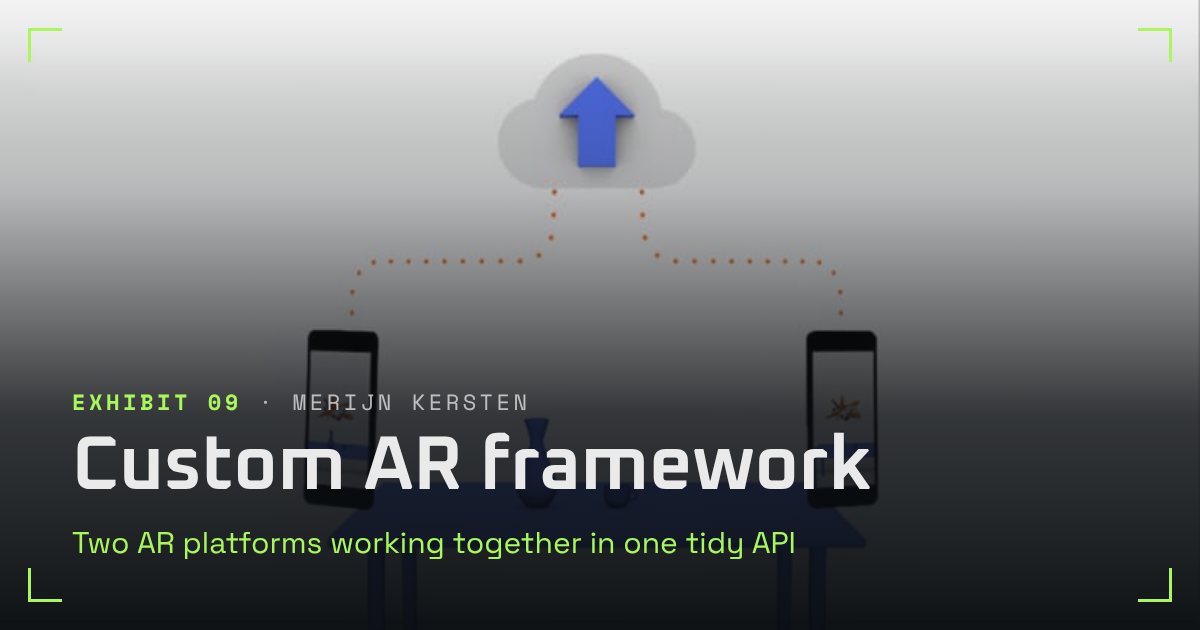 EXHIBIT 09 · MERIJN KERSTEN
Custom AR framework
Two AR platforms working together in one tidy API